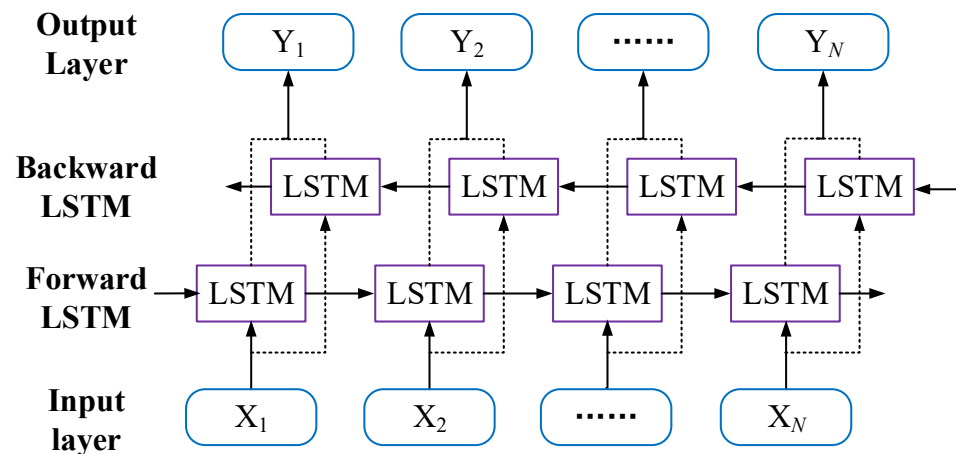 Output
Layer
Y1 Y2 ...... YN
Backward
LSTM
LSTM LSTM LSTM LSTM
Forward
LSTM
LSTM LSTM LSTM LSTM
Input
layer
X1 X2 ...... XN